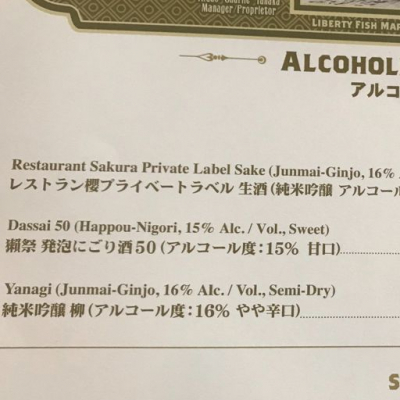 Manager/Proprietor
LIBERTY FISH MAR
ALCOHOL
アルコ
Restaurant Sakura Private Label Sake (Junmai-Ginjo, 16% A
レストラン櫻プライベートラベル 生酒 (純米吟醸 アルコール
Dassai 50 (Happou-Nigori, 15% Alc. / Vol., Sweet)
獺祭 発泡にごり酒50 (アルコール度:15% 甘口)
Yanagi (Junmai-Ginjo, 16% Alc. / Vol., Semi-Dry)
純米吟醸 柳 (アルコール度:16% やや辛口)
S